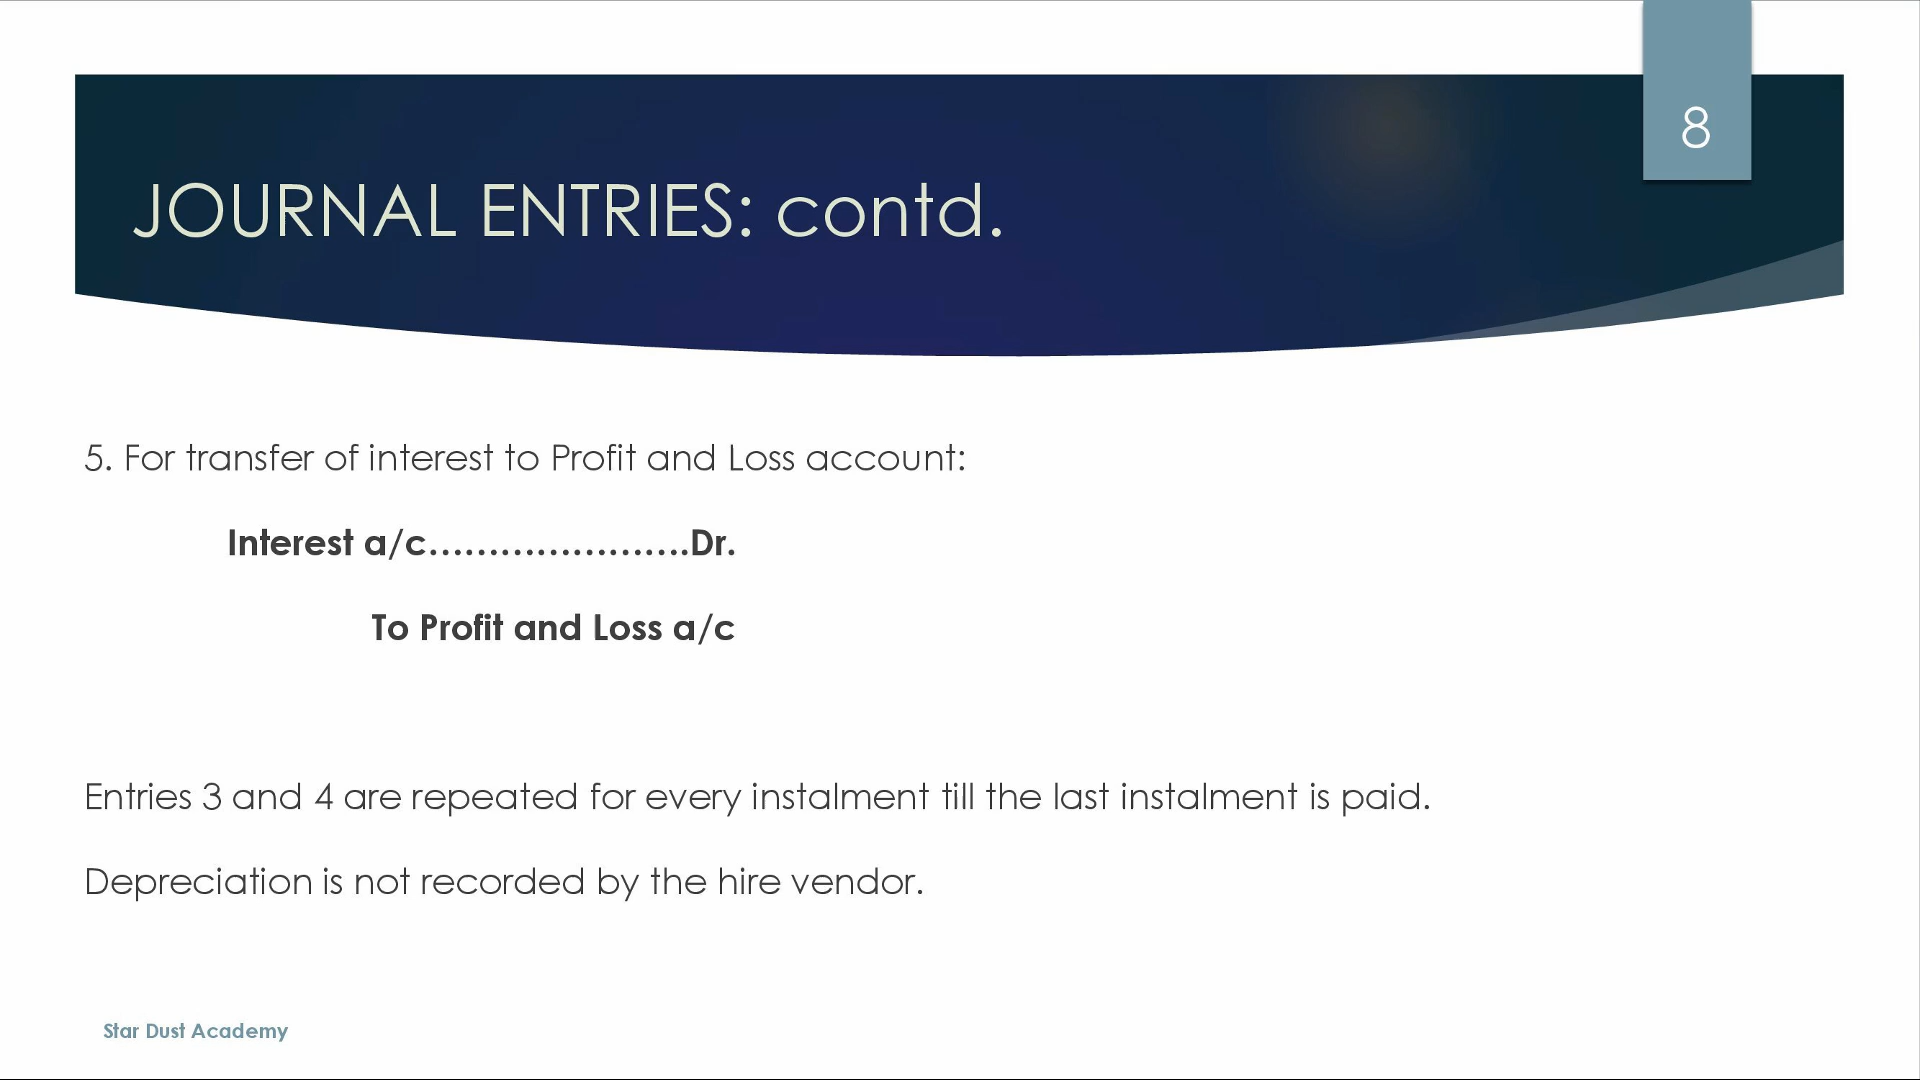 8
JOURNAL ENTRIES: contd.
5. For transfer of interest to Profit and Loss account:
Interest a/c......................Dr.
To Profit and Loss a/c
Entries 3 and 4 are repeated for every instalment till the last instalment is paid.
Depreciation is not recorded by the hire vendor.
Star Dust Academy